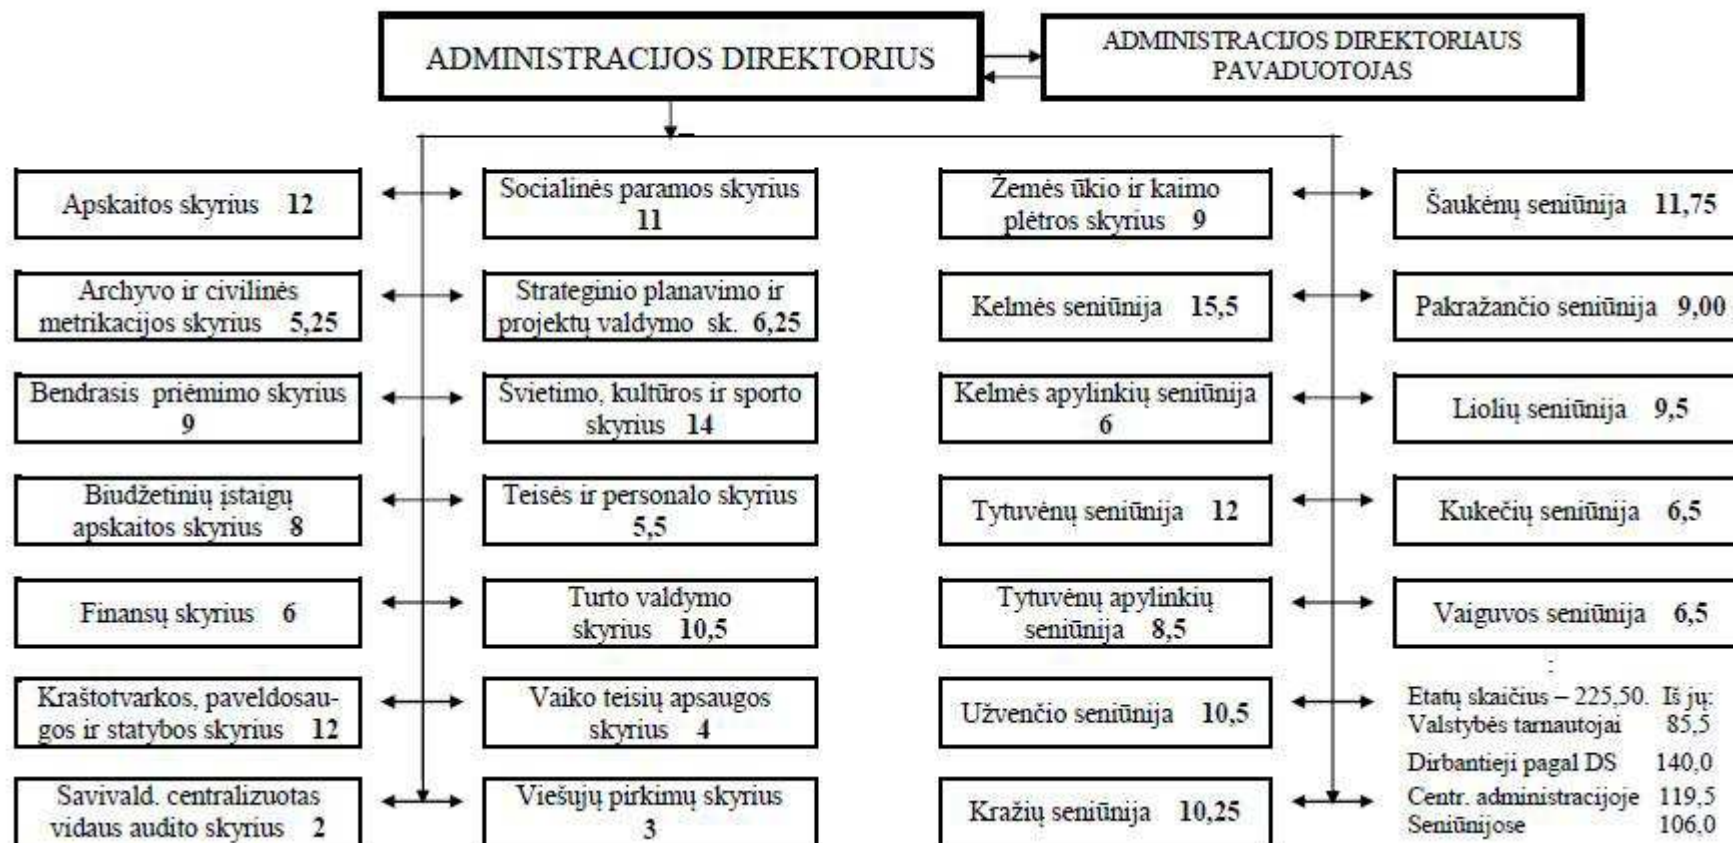 ADMINISTRACIJOS DIREKTORIUS
ADMINISTRACIJOS DIREKTORIAUS
PAVADUOTOJAS
Apskaitos skyrius 12
Archyvo ir civilinės
metrikacijos skyrius 5,25
Bendrasis priėmimo skyrius
9
Biudžetinių įstaigų
apskaitos skyrius 8
Finansų skyrius 6
Kraštotvarkos, paveldosau-
gos ir statybos skyrius 12
Savivald. centralizuotas
vidaus audito skyrius 2
Socialinės paramos skyrius
11
Strateginio planavimo ir
projektų valdymo sk. 6,25
Švietimo, kultūros ir sporto
skyrius 14
Teisės ir personalo skyrius
5,5
Turto valdymo
skyrius 10,5
Vaiko teisių apsaugos
skyrius 4
Viešųjų pirkimų skyrius
3
Žemės ūkio ir kaimo
plėtros skyrius 9
Kelmės seniūnija 15,5
Kelmės apylinkių seniūnija
6
Tytuvėnų seniūnija 12
Tytuvėnų apylinkių
seniūnija 8,5
Užvenčio seniūnija 10,5
Kražių seniūnija 10,25
Šaukėnų seniūnija 11,75
Pakražančio seniūnija 9,00
Liolių seniūnija 9,5
Kukečių seniūnija 6,5
Vaiguvos seniūnija 6,5
:
Etatų skaičius – 225,50. Iš jų:
Valstybės tarnautojai 85,5
Dirbantieji pagal DS 140,0
Centr. administracijoje 119,5
Seniūnijose 106,0